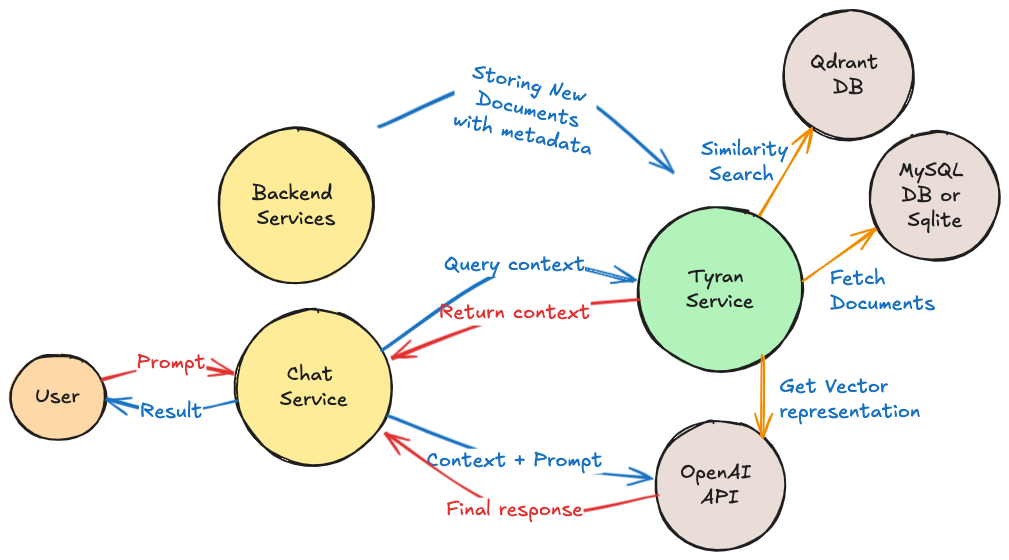 Qdrant
DB
Storing New
Documents
with metadata
Similarity
Search
MySQL
DB or
Sqlite
Backend
Services
Query context
Tyran
Service
Fetch
Documents
Return context
Prompt
Chat
Service
User
Result
Get Vector
representation
Context + Prompt
OpenAI
API
Final response